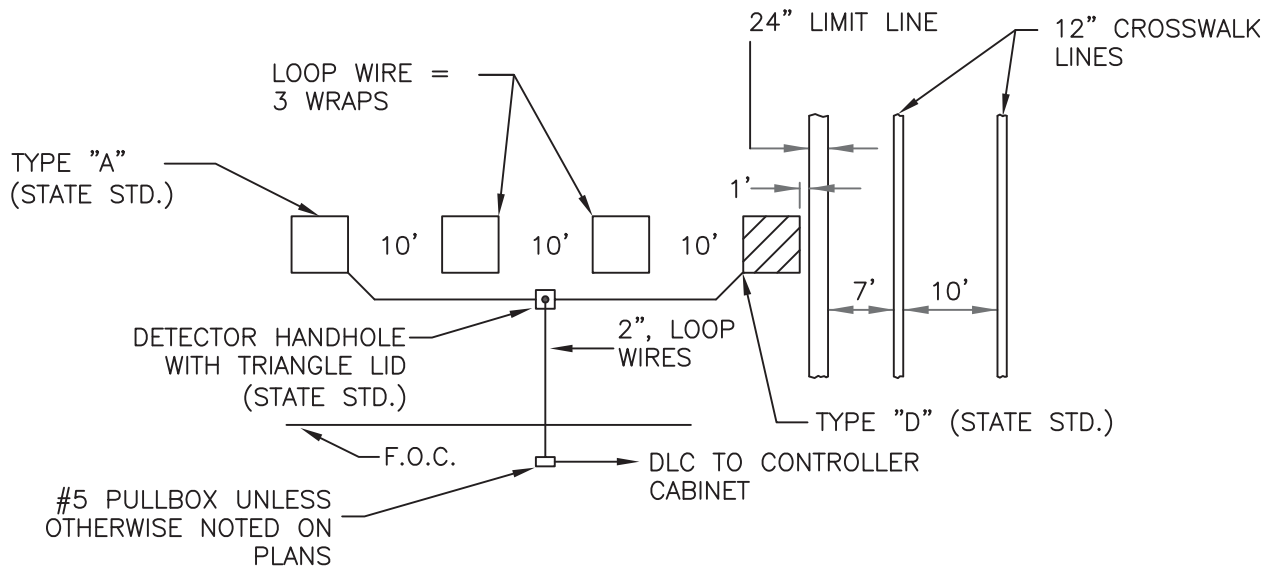 24” LIMIT LINE
12” CROSSWALK
LINES
LOOP WIRE =
3 WRAPS
TYPE ”A”
(STATE STD.)
1’
10’
10’
10’
7’
10’
DETECTOR HANDHOLE
WITH TRIANGLE LID
(STATE STD.)
2”, LOOP
WIRES
TYPE ”D” (STATE STD.)
F.O.C.
DLC TO CONTROLLER
CABINET
#5 PULLBOX UNLESS
OTHERWISE NOTED ON
PLANS